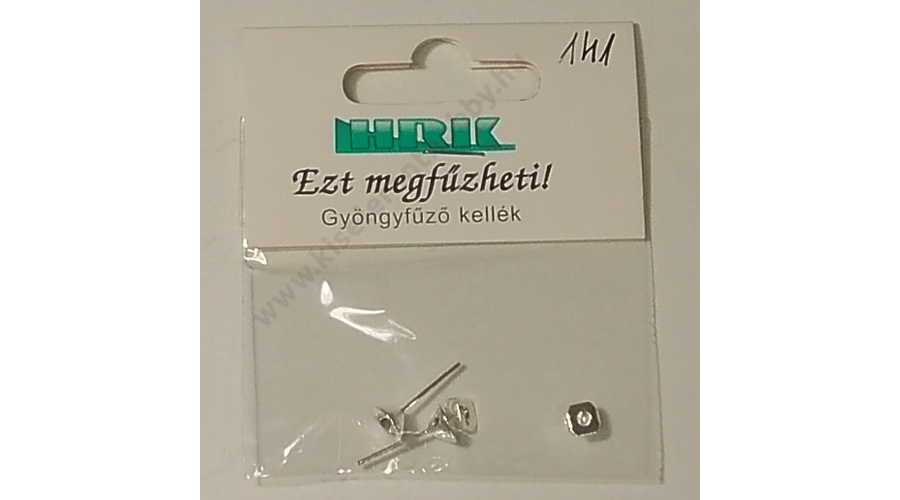 141
HRK
Ezt megfűzheti!
Gyöngyfűző kellék